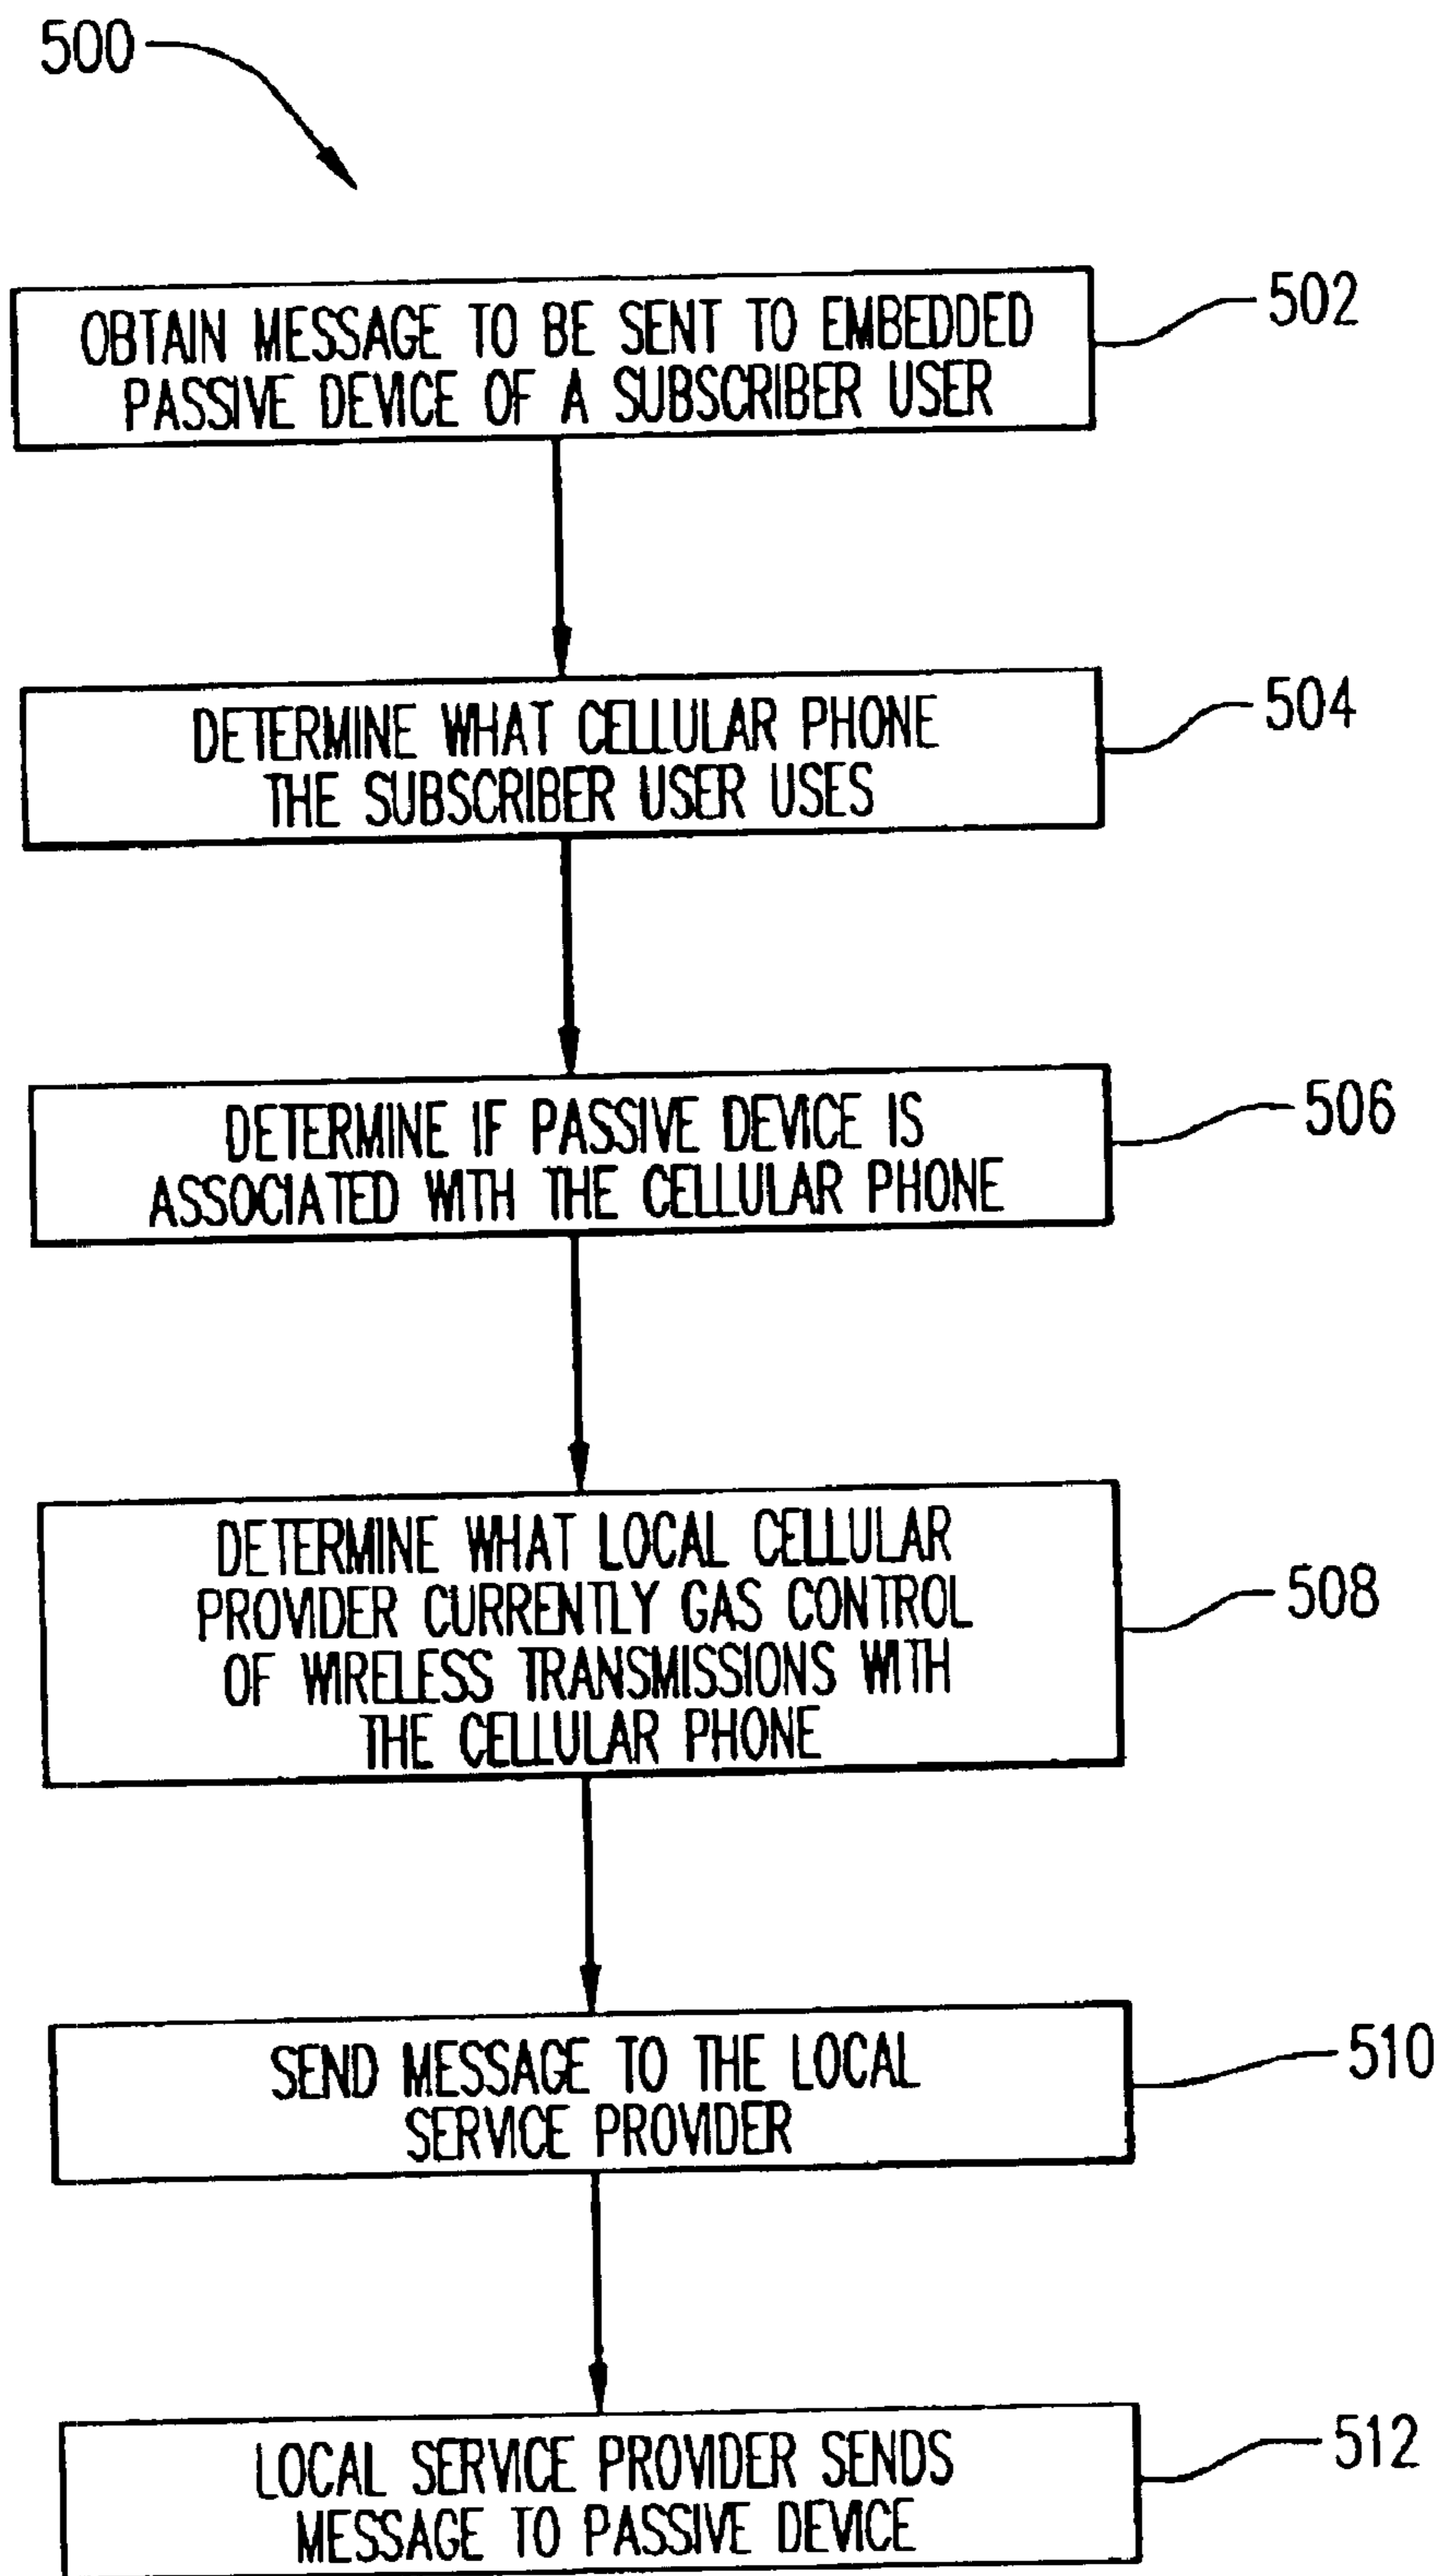 500
OBTAIN MESSAGE TO BE SENT TO EMBEDDED
PASSIVE DEVICE OF A SUBSCRIBER USER
502
DETERMINE WHAT CELLULAR PHONE
THE SUBSCRIBER USER USES
504
DETERMINE IF PASSIVE DEVICE IS
ASSOCIATED WITH THE CELLULAR PHONE
506
DETERMINE WHAT LOCAL CELLULAR
PROVIDER CURRENTLY GAS CONTROL
OF WIRELESS TRANSMISSIONS WITH
THE CELLULAR PHONE
508
SEND MESSAGE TO THE LOCAL
SERVICE PROVIDER
510
LOCAL SERVICE PROVIDER SENDS
MESSAGE TO PASSIVE DEVICE
512